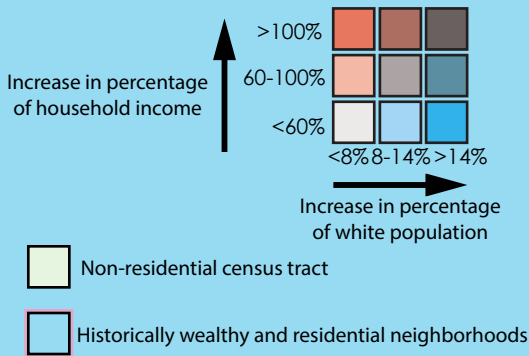 >100%
Increase in percentage
of household income
60-100%
<60%
<8% 8-14% >14%
Increase in percentage
of white population
Non-residential census tract
Historically wealthy and residential neighborhoods